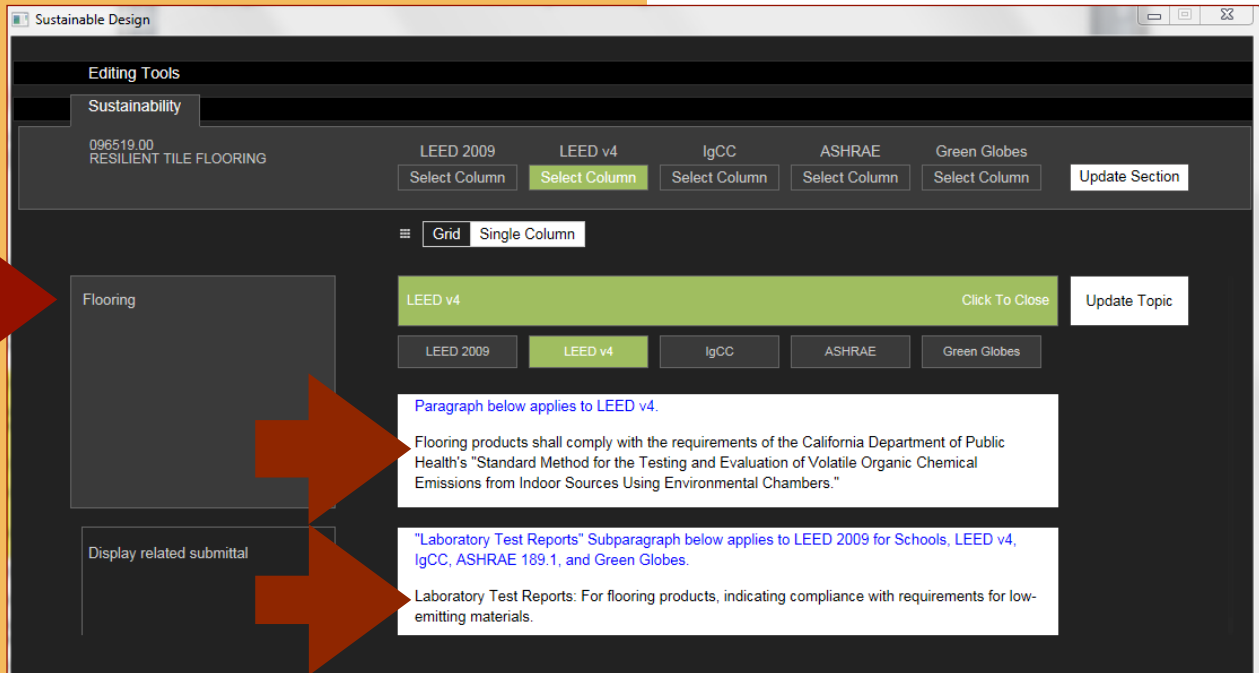 Sustainable Design
Editing Tools
Sustainability
096519.00
RESILIENT TILE FLOORING
LEED 2009 LEED v4 IgCC ASHRAE Green Globes
Select Column Select Column Select Column Select Column Select Column Update Section
Grid Single Column
Flooring
LEED v4 Click To Close Update Topic
LEED 2009 LEED v4 IgCC ASHRAE Green Globes
Paragraph below applies to LEED v4.
Flooring products shall comply with the requirements of the California Department of Public
Health's "Standard Method for the Testing and Evaluation of Volatile Organic Chemical
Emissions from Indoor Sources Using Environmental Chambers."
Display related submittal
"Laboratory Test Reports" Subparagraph below applies to LEED 2009 for Schools, LEED v4,
IgCC, ASHRAE 189.1, and Green Globes.
Laboratory Test Reports: For flooring products, indicating compliance with requirements for low-
emitting materials.